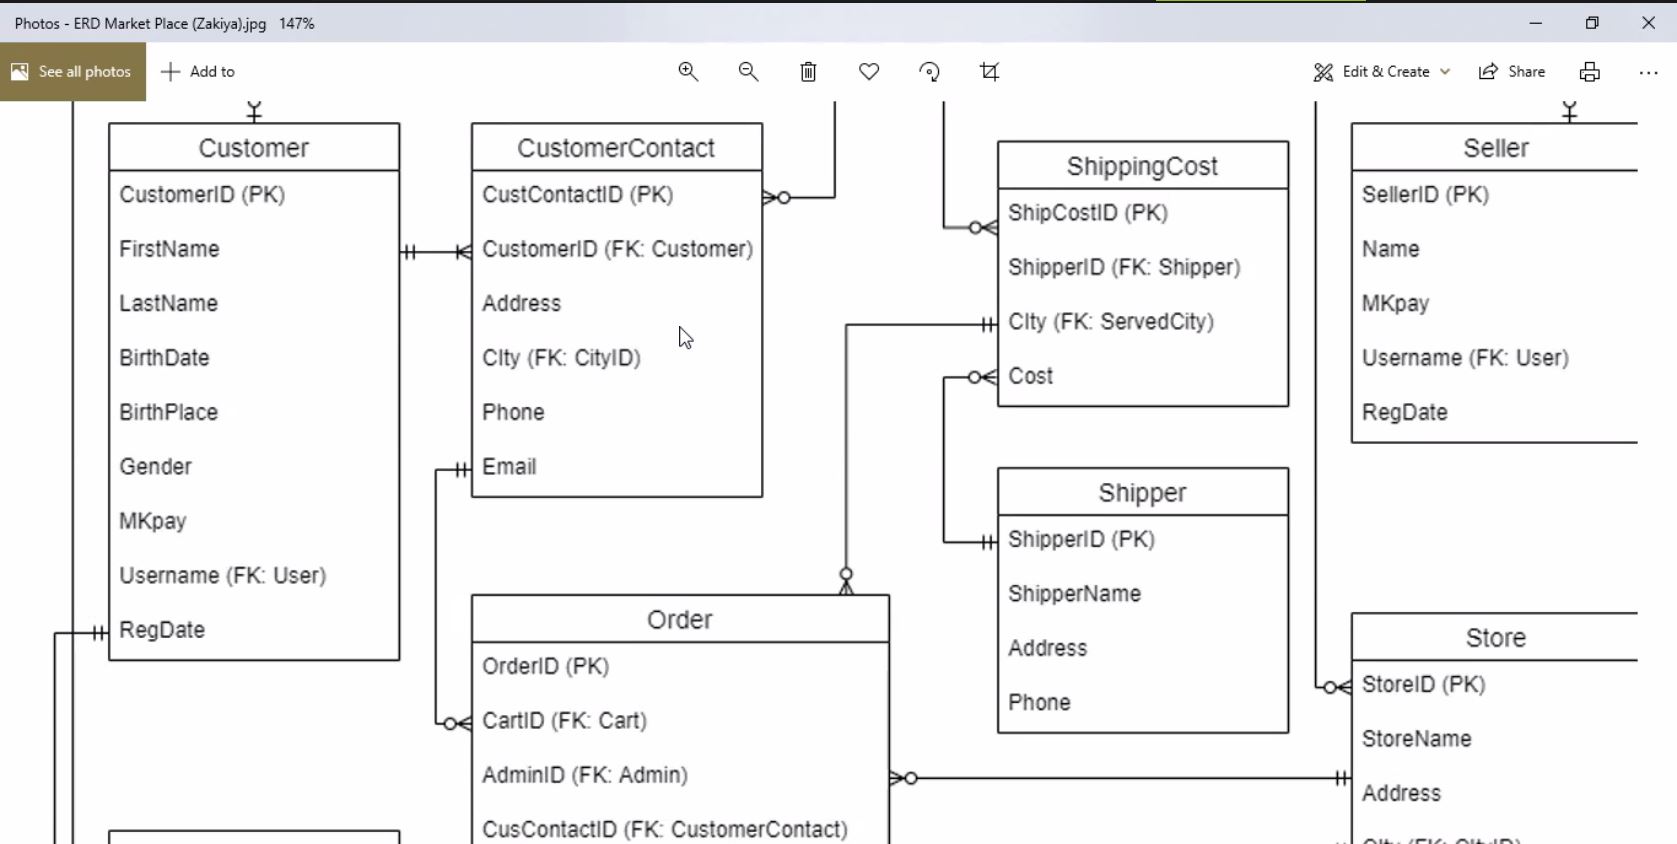 Photos - ERD Market Place (Zakiya).jpg 147%
See all photos
Add to
Edit & Create
Share
Customer
CustomerID (PK)
FirstName
LastName
BirthDate
BirthPlace
Gender
MKpay
Username (FK: User)
RegDate
CustomerContact
CustContactID (PK)
CustomerID (FK: Customer)
Address
CIty (FK: CityID)
Phone
Email
Order
OrderID (PK)
CartID (FK: Cart)
AdminID (FK: Admin)
CusContactID (FK: CustomerContact)
ShippingCost
ShipCostID (PK)
ShipperID (FK: Shipper)
CIty (FK: ServedCity)
Cost
Shipper
ShipperID (PK)
ShipperName
Address
Phone
Seller
SellerID (PK)
Name
MKpay
Username (FK: User)
RegDate
Store
StoreID (PK)
StoreName
Address